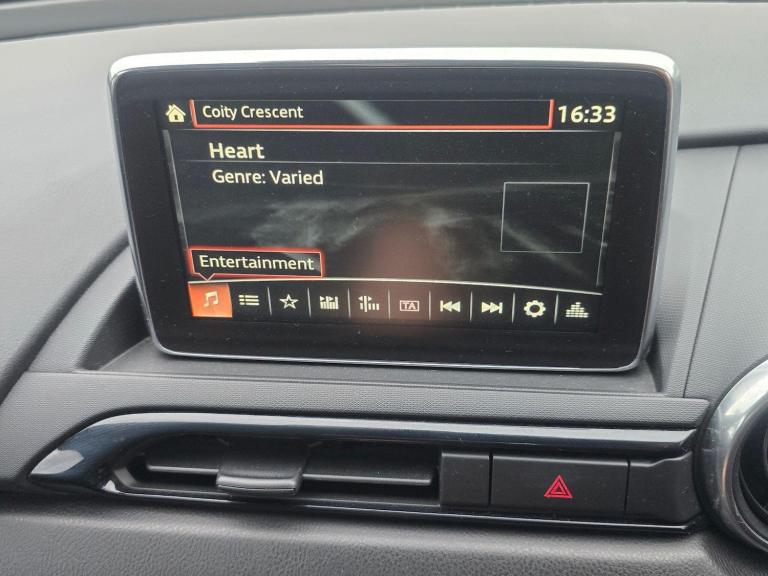 Coity Crescent
16:33
Heart
Genre: Varied
Entertainment
TA